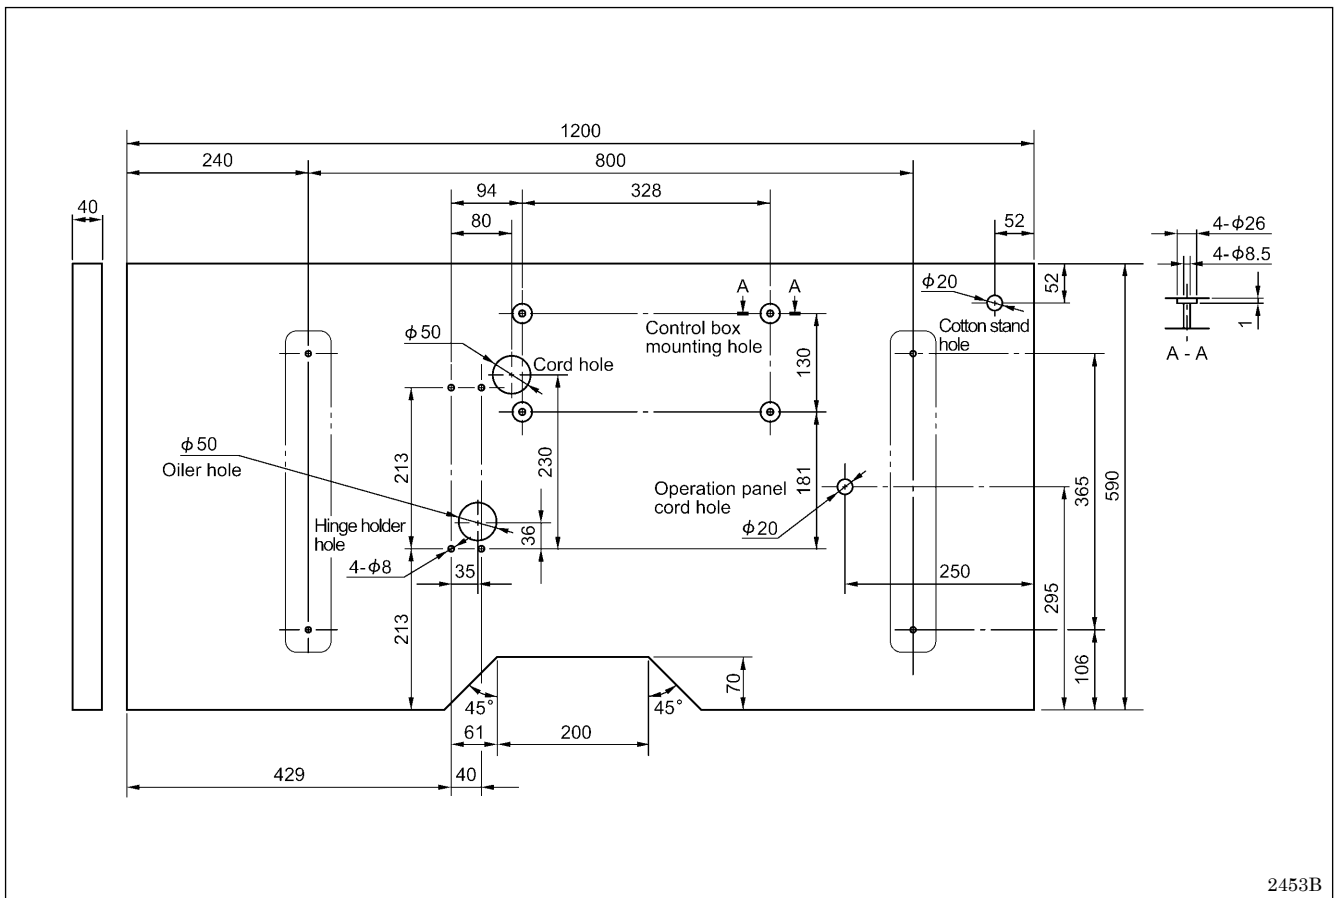 1200
240
800
94
328
40
80
52
4-ϕ26
4-ϕ8.5
A
A
ϕ20
52
ϕ50
Control box
mounting hole
Cotton stand
hole
1
Cord hole
130
A - A
ϕ50
Oiler hole
213
230
181
365
590
Operation panel
cord hole
Hinge holder
hole
36
ϕ20
4-ϕ8
35
250
295
213
106
70
45°
45°
61
200
429
40
2453B